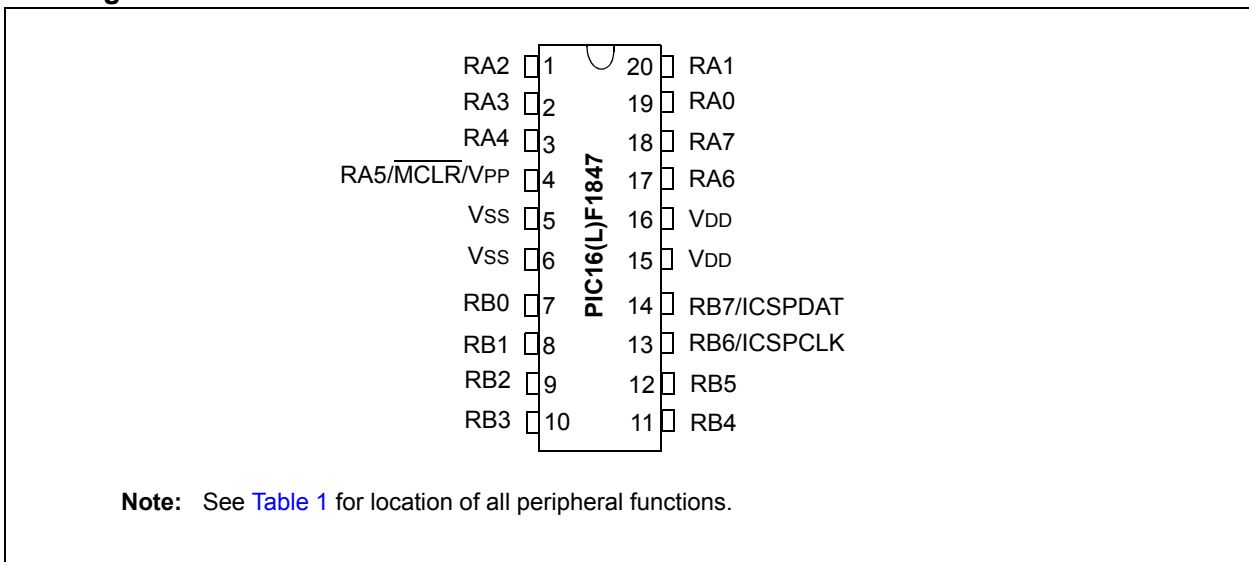 RA2 1 20 RA1
RA3 2 19 RA0
RA4 3 18 RA7
RA5/MCLR/VPP 4 17 RA6
VSS 5 16 VDD
VSS 6 15 VDD
RB0 7 14 RB7/ICSPDAT
RB1 8 13 RB6/ICSPCLK
RB2 9 12 RB5
RB3 10 11 RB4
PIC16(L)F1847
Note: See Table 1 for location of all peripheral functions.